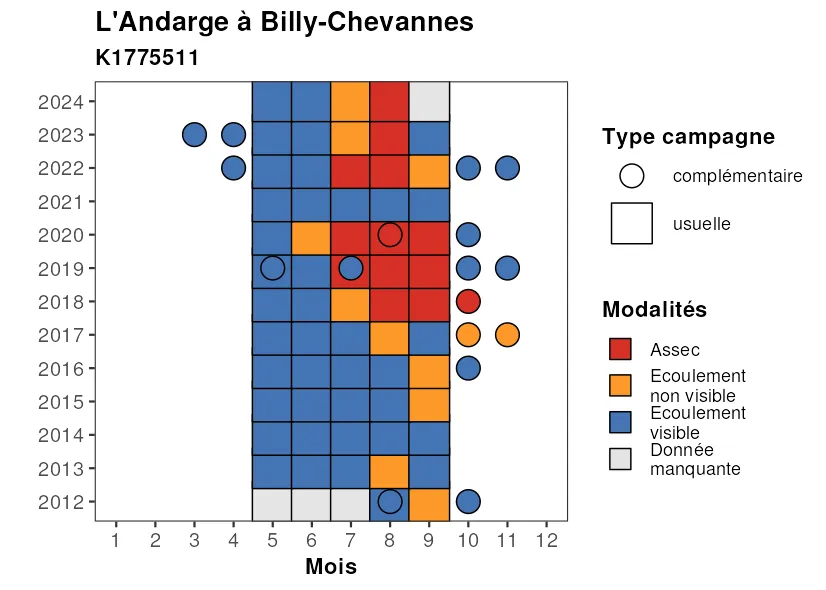 L'Andarge à Billy-Chevannes
K1775511
2024
2023
2022
2021
2020
2019
2018
2017
2016
2015
2014
2013
2012
1 2 3 4 5 6 7 8 9 10 11 12
Mois
Type campagne
complémentaire
usuelle
Modalités
Assec
Ecoulement
non visible
Ecoulement
visible
Donnée
manquante